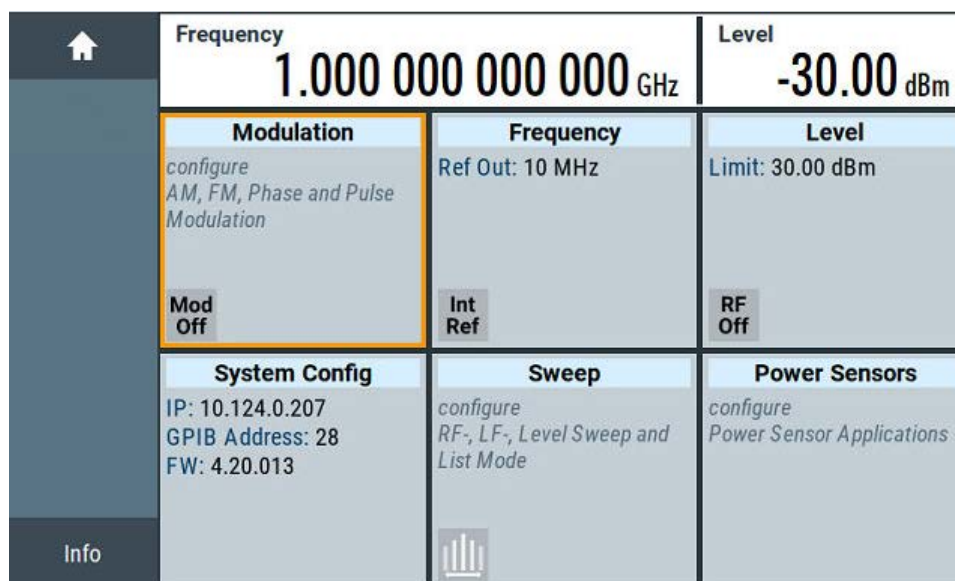 Frequency
1.000 000 000 000 GHz
Level
-30.00 dBm
Modulation
configure
AM, FM, Phase and Pulse
Modulation
Mod
Off
Frequency
Ref Out: 10 MHz
Int
Ref
Level
Limit: 30.00 dBm
RF
Off
System Config
IP: 10.124.0.207
GPIB Address: 28
FW: 4.20.013
Sweep
configure
RF-, LF-, Level Sweep and
List Mode
Power Sensors
configure
Power Sensor Applications
Info